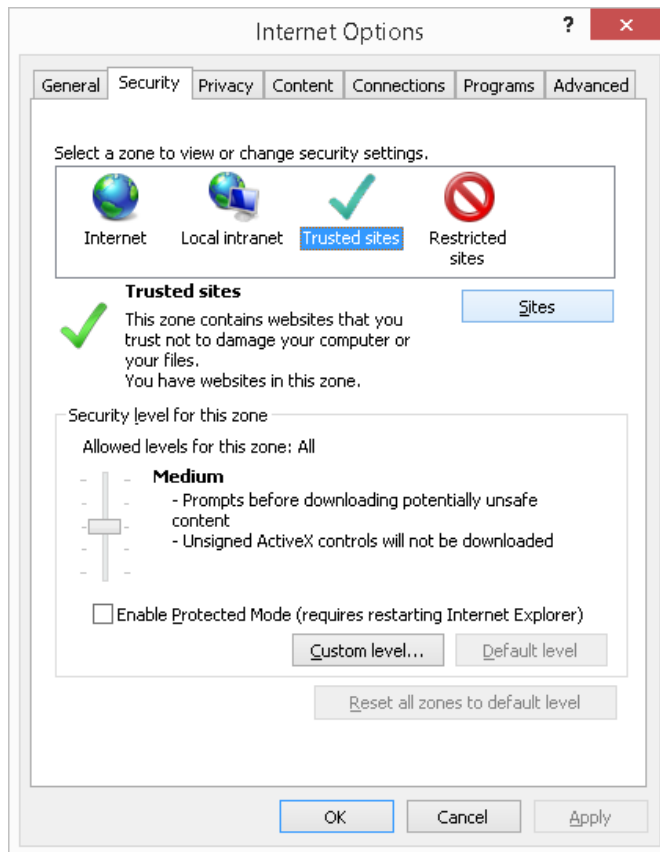 Internet Options
?
x
General Security Privacy Content Connections Programs Advanced
Select a zone to view or change security settings.
Internet Local intranet Trusted sites Restricted
sites
Trusted sites
Sites
This zone contains websites that you
trust not to damage your computer or
your files.
You have websites in this zone.
Security level for this zone
Allowed levels for this zone: All
Medium
- Prompts before downloading potentially unsafe
content
- Unsigned ActiveX controls will not be downloaded
Enable Protected Mode (requires restarting Internet Explorer)
Custom level... Default level
Reset all zones to default level
OK Cancel Apply